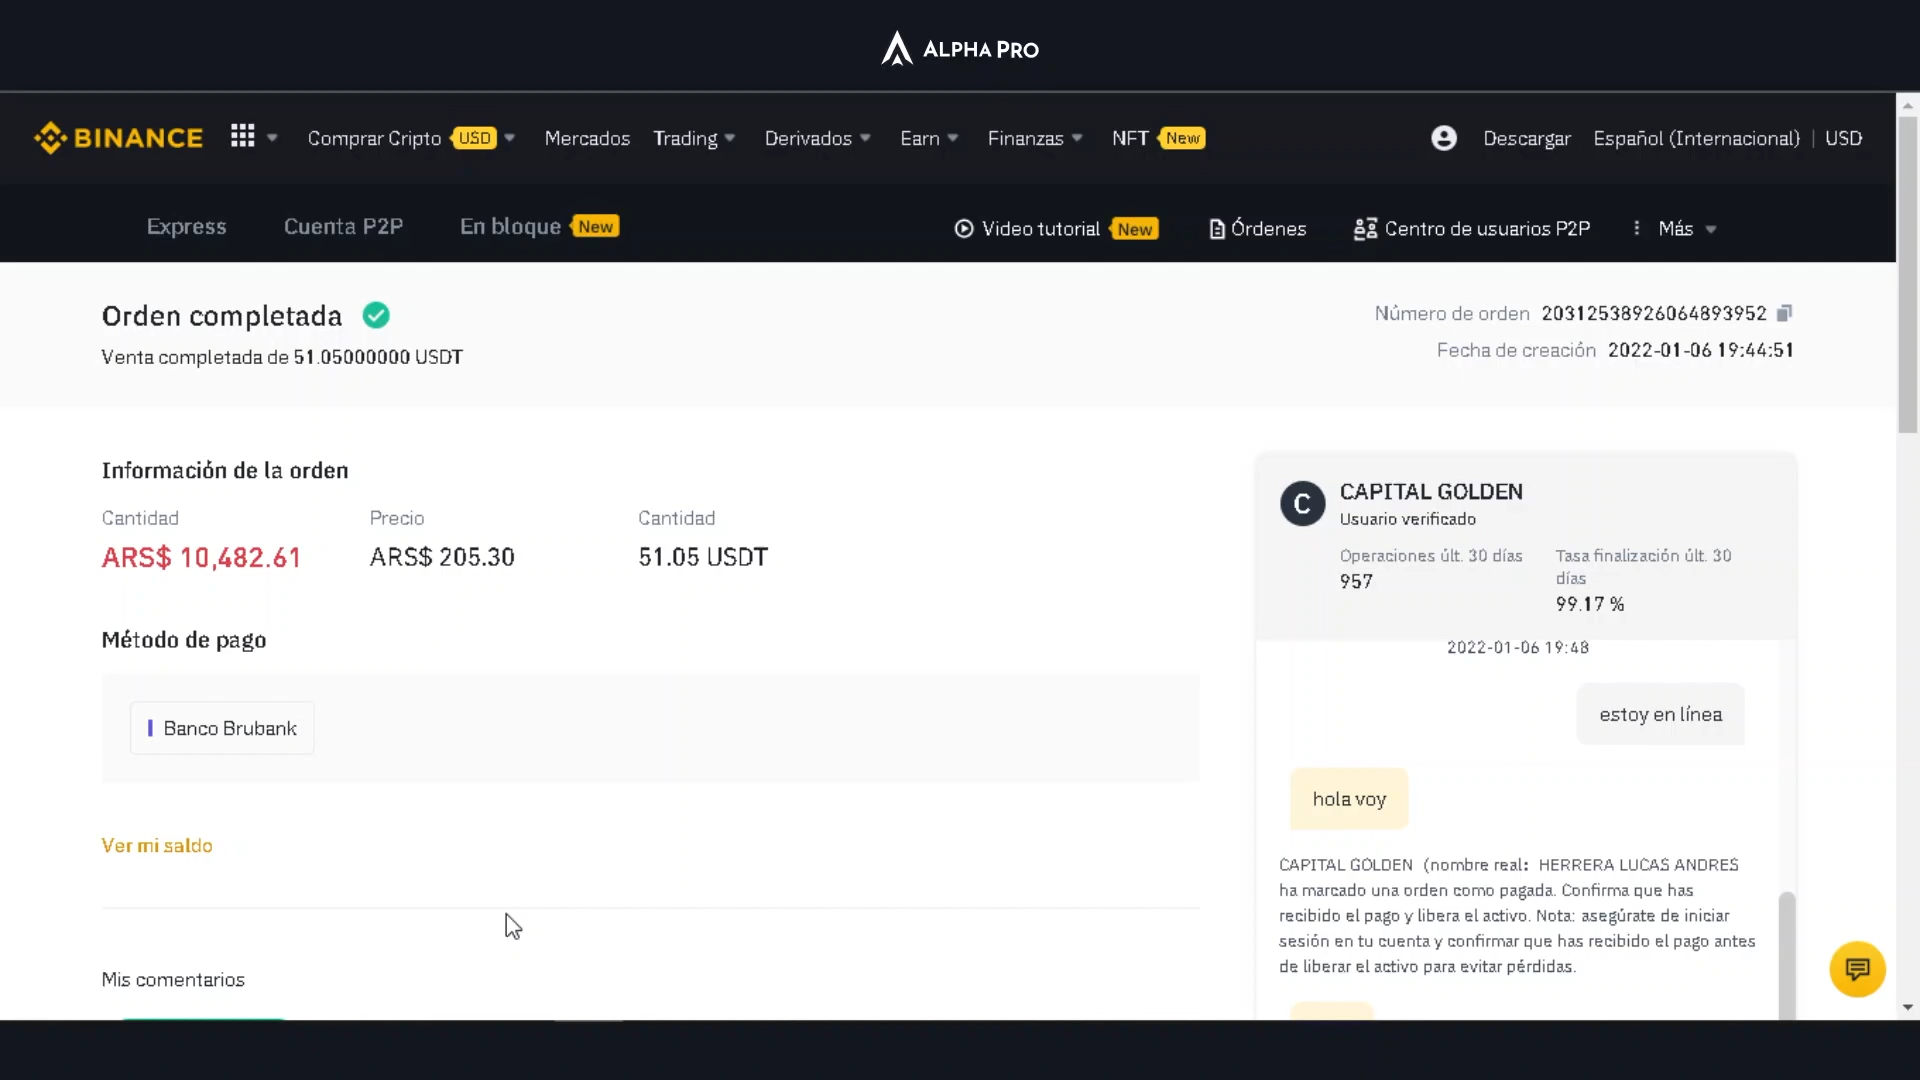 ALPHA PRO
BINANCE
Comprar Cripto USD Mercados Trading Derivados Earn Finanzas NFT New Descargar Español (Internacional) | USD
Express Cuenta P2P En bloque New Video tutorial New Órdenes Centro de usuarios P2P Más
Orden completada
Venta completada de 51.05000000 USDT
Número de orden 20312538926064893952
Fecha de creación 2022-01-06 19:44:51
Información de la orden
Cantidad Precio Cantidad
ARS$ 10,482.61 ARS$ 205.30 51.05 USDT
Método de pago
Banco Brubank
Ver mi saldo
Mis comentarios
C
CAPITAL GOLDEN
Usuario verificado
Operaciones últ. 30 días
957
Tasa finalización últ. 30
días
99.17 %
2022-01-06 19:48
estoy en línea
hola voy
CAPITAL GOLDEN (nombre real: HERRERA LUCAS ANDRES
ha marcado una orden como pagada. Confirma que has
recibido el pago y libera el activo. Nota: asegúrate de iniciar
sesión en tu cuenta y confirmar que has recibido el pago antes
de liberar el activo para evitar pérdidas.